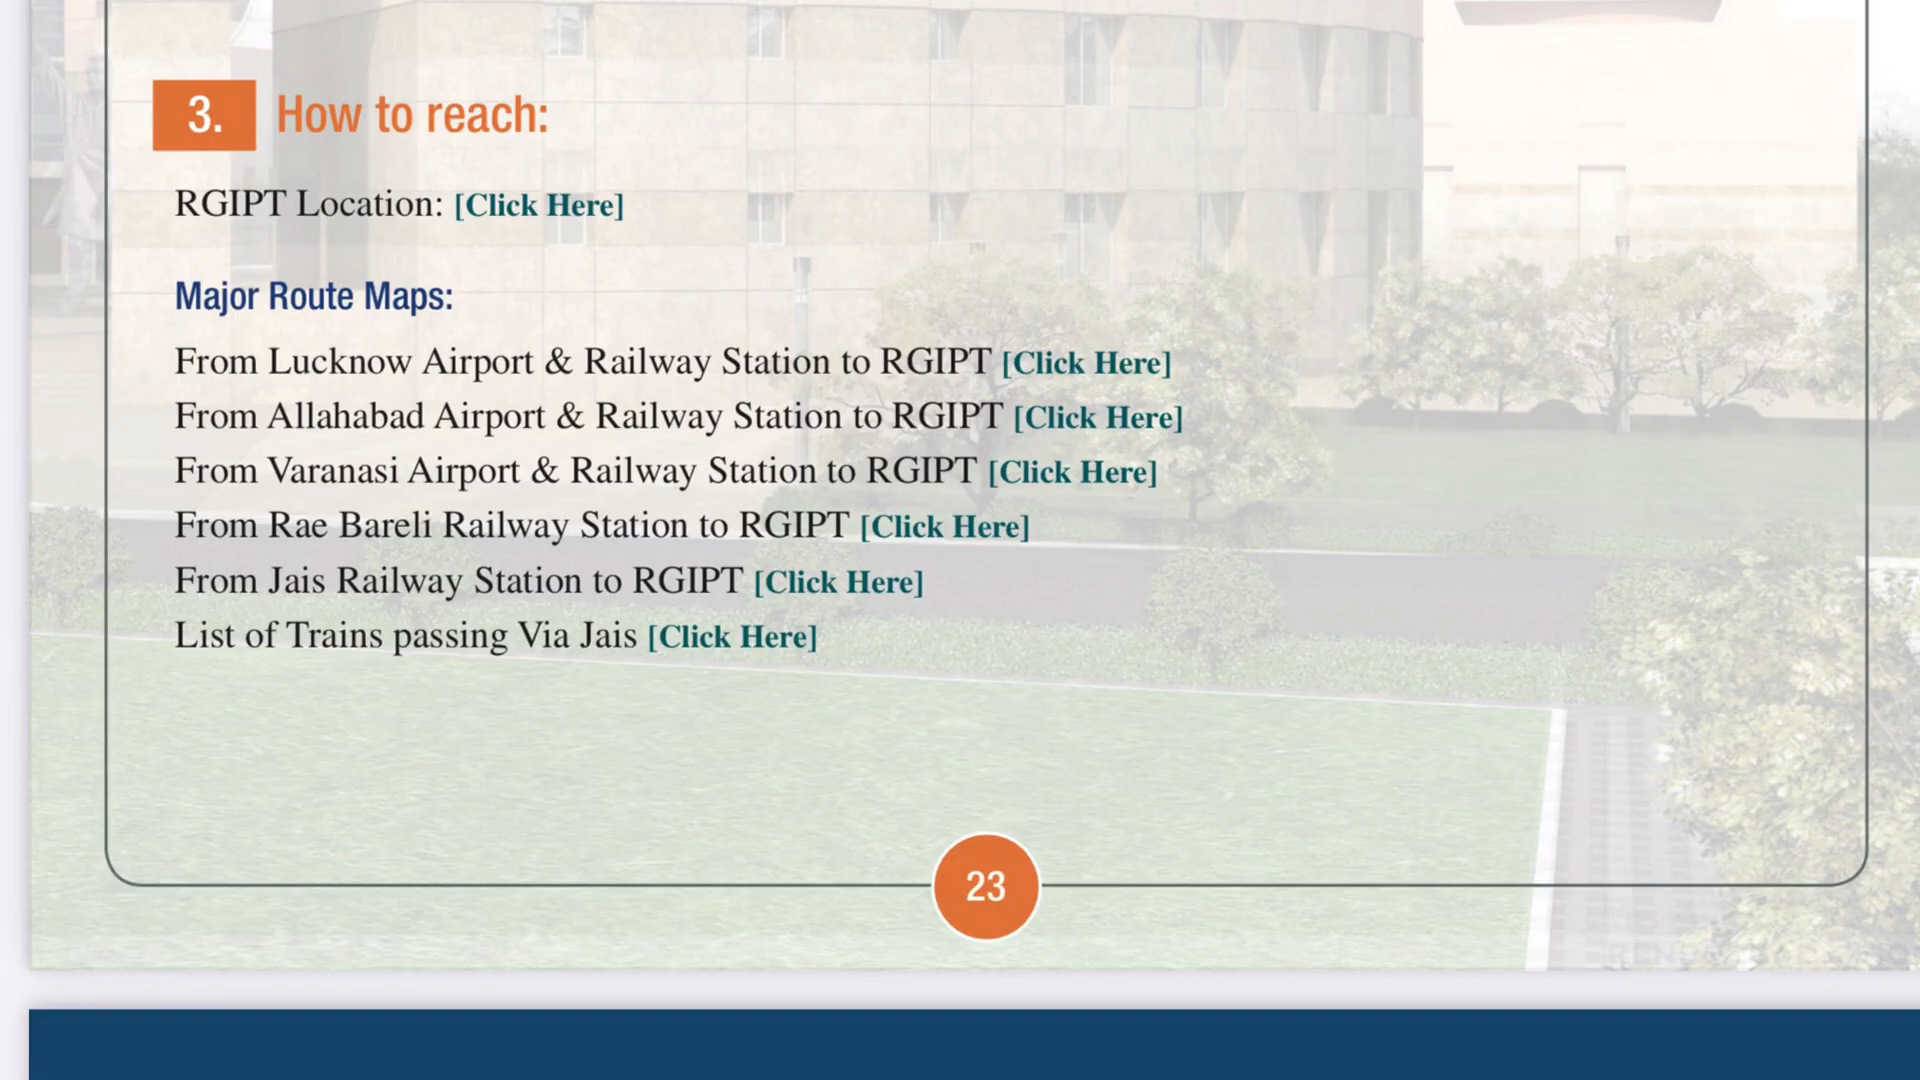 3. How to reach:
RGIPT Location: [Click Here]
Major Route Maps:
From Lucknow Airport & Railway Station to RGIPT [Click Here]
From Allahabad Airport & Railway Station to RGIPT [Click Here]
From Varanasi Airport & Railway Station to RGIPT [Click Here]
From Rae Bareli Railway Station to RGIPT [Click Here]
From Jais Railway Station to RGIPT [Click Here]
List of Trains passing Via Jais [Click Here]
23